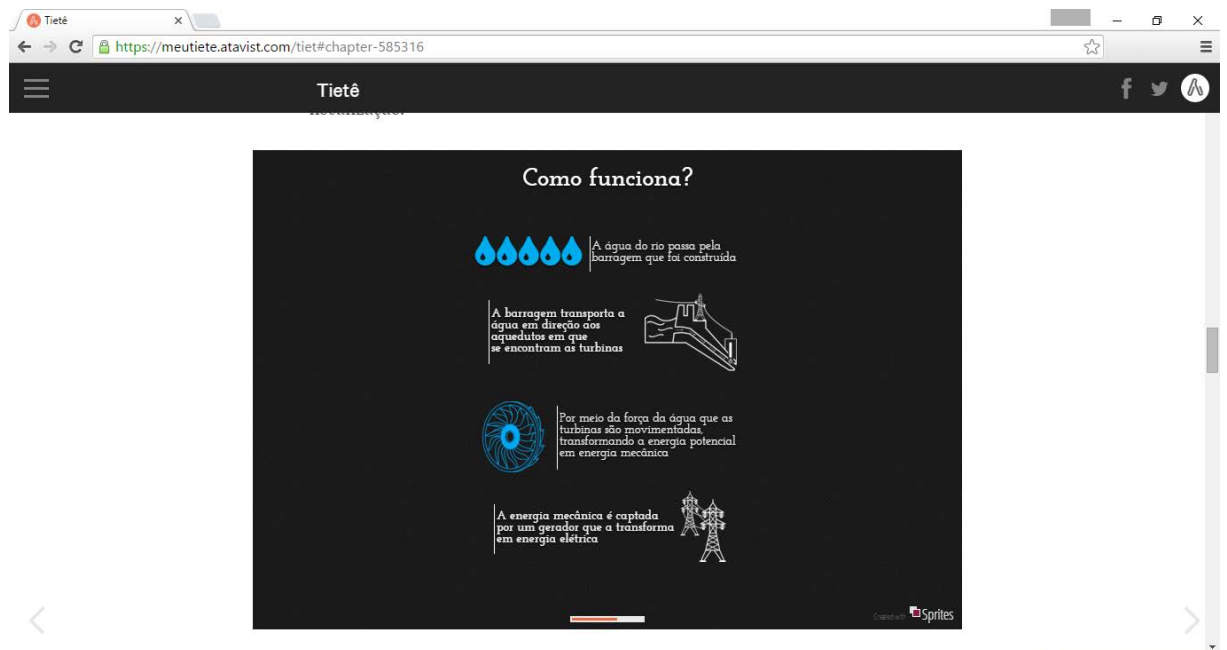 Tietê
https://meutiete.atavist.com/tiet#chapter-585316
Tietê
fiscalização.
Como funciona?
A água do rio passa pela
barragem que foi construída
A barragem transporta a
água em direção aos
aquedutos em que
se encontram as turbinas
Por meio da força da água que as
turbinas são movimentadas,
transformando a energia potencial
em energia mecânica
A energia mecânica é captada
por um gerador que a transforma
em energia elétrica
Created with Sprites